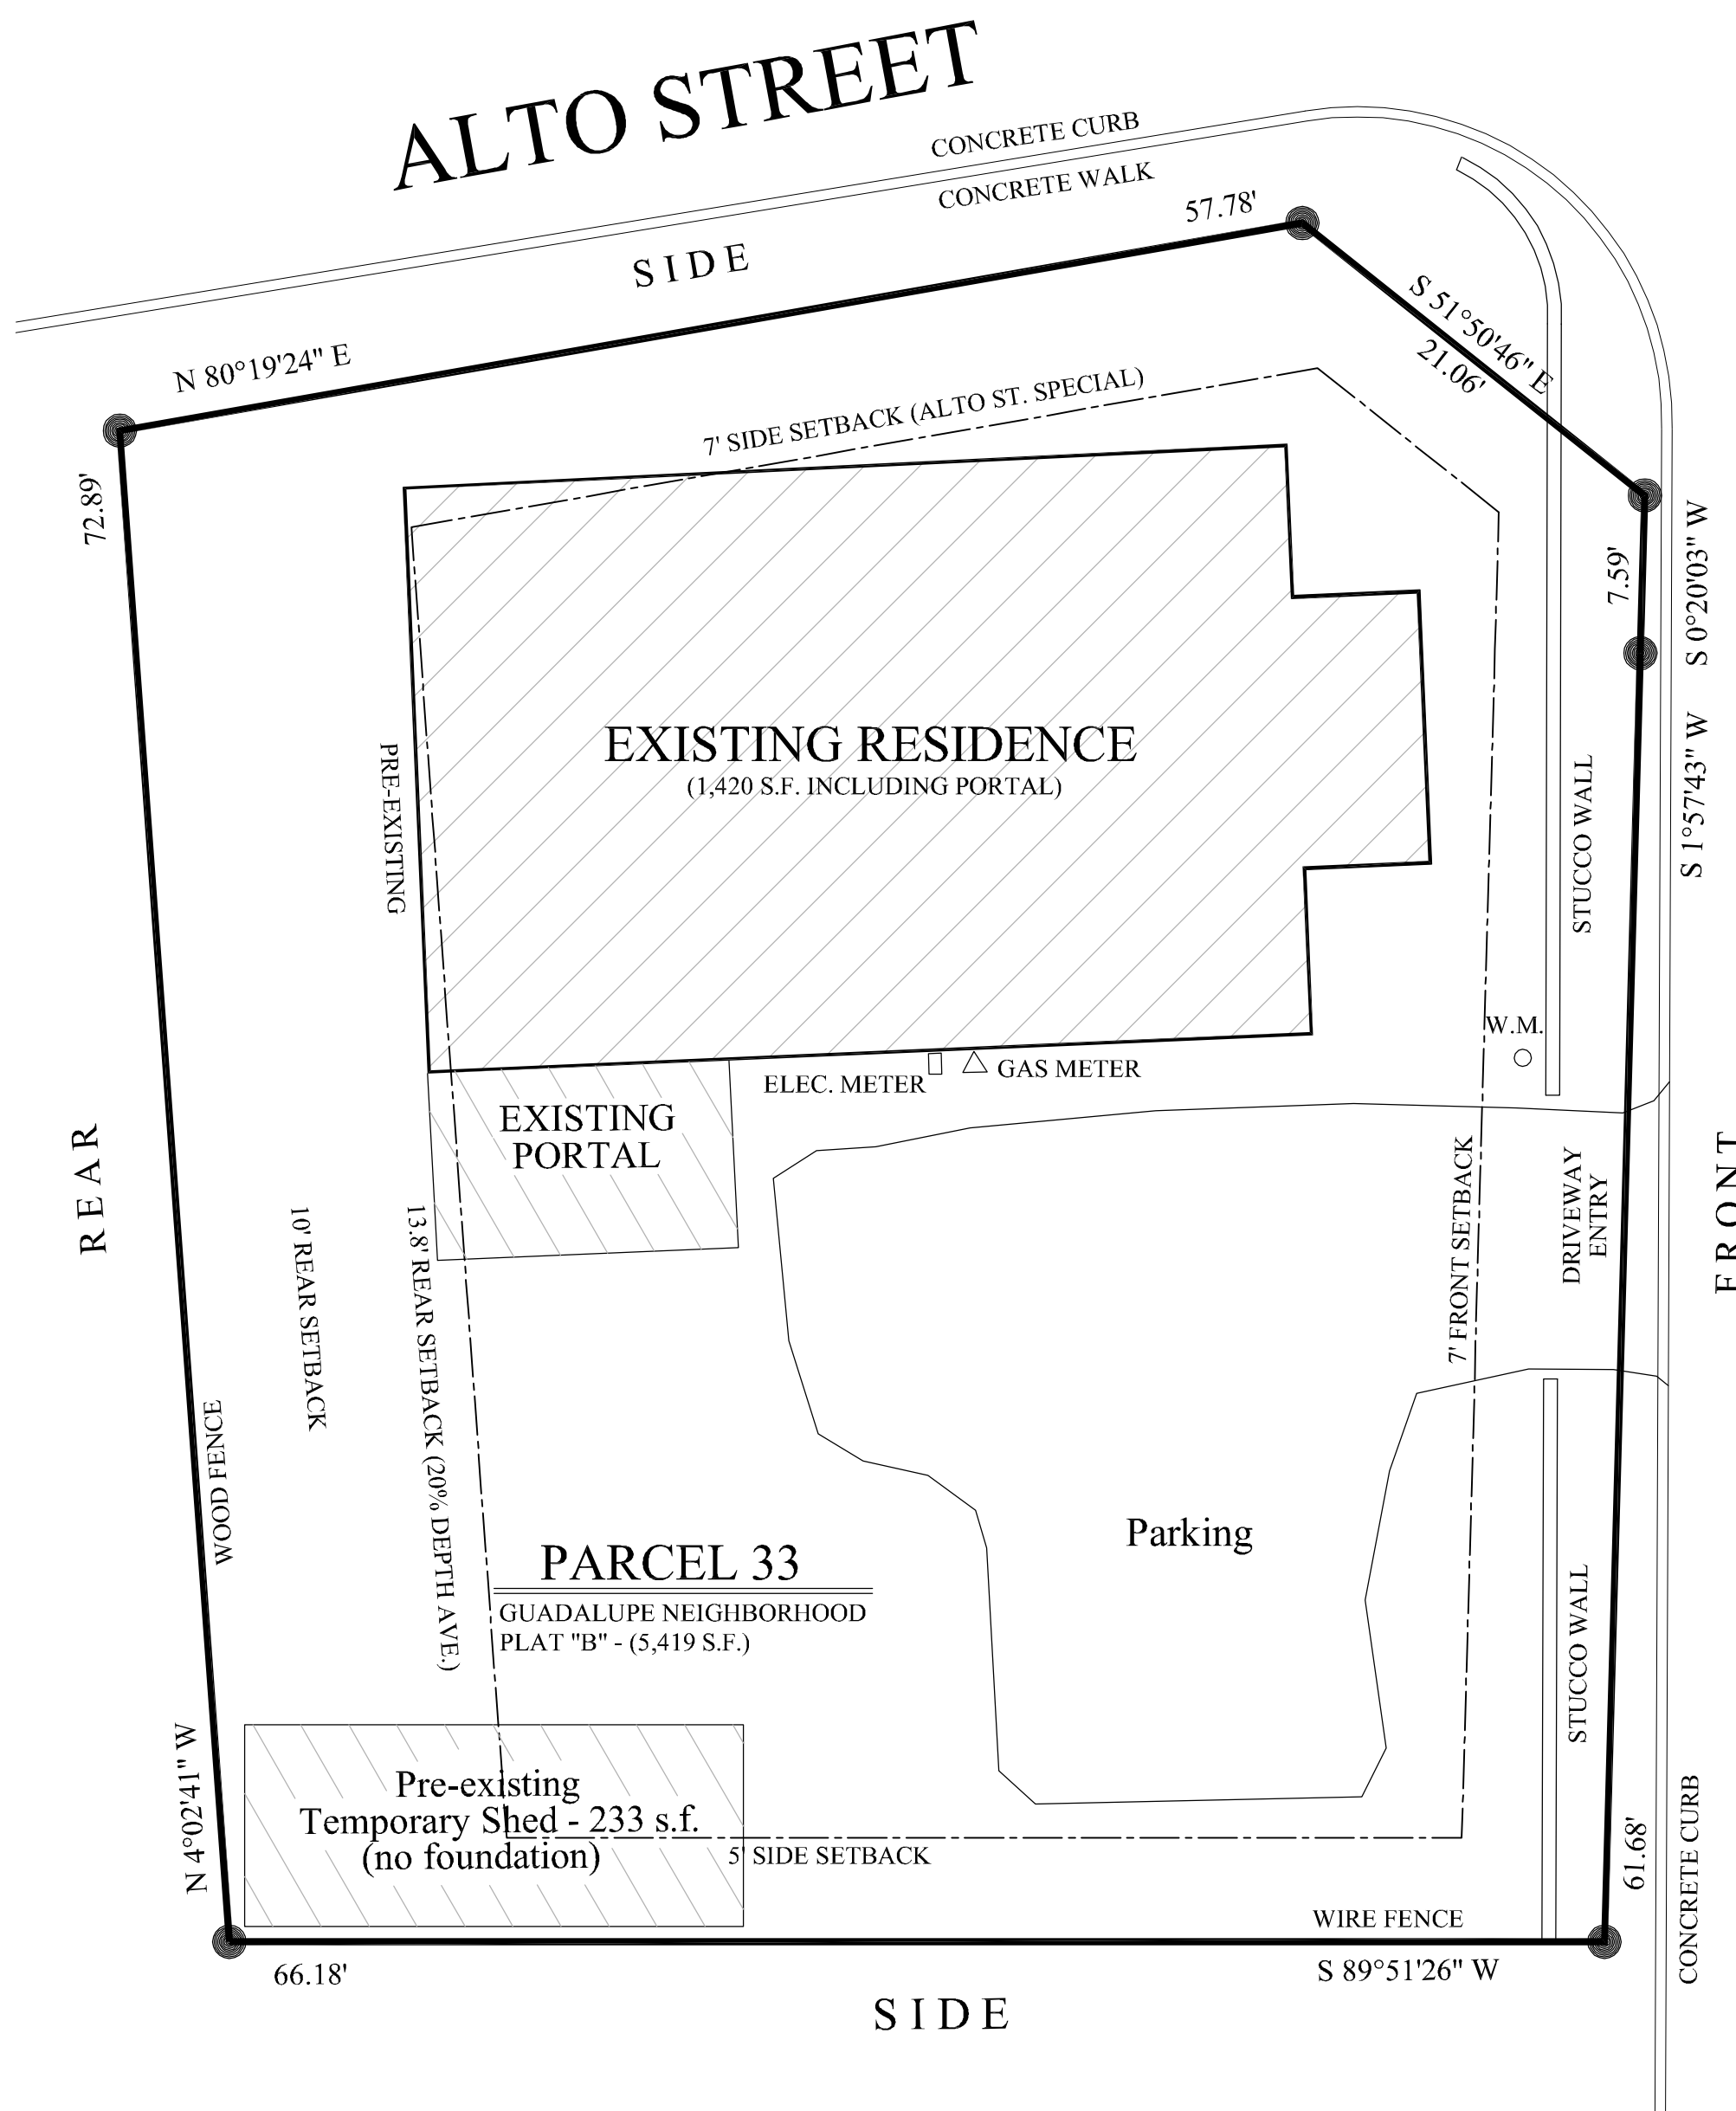 ALTO STREET
CONCRETE CURB
CONCRETE WALK
57.78'
SIDE
N 80°19'24" E
S 51°50'46" E
21.06'
7' SIDE SETBACK (ALTO ST. SPECIAL)
72.89'
7.59'
S 0°20'03" W
S 1°57'43" W
EXISTING RESIDENCE
(1,420 S.F. INCLUDING PORTAL)
PRE-EXISTING
STUCCO WALL
W.M.
ELEC. METER
GAS METER
EXISTING
PORTAL
REAR
10' REAR SETBACK
13.8' REAR SETBACK (20% DEPTH AVE.)
7' FRONT SETBACK
DRIVEWAY
ENTRY
FRONT
WOOD FENCE
Parking
PARCEL 33
GUADALUPE NEIGHBORHOOD
PLAT "B" - (5,419 S.F.)
STUCCO WALL
N 4°02'41" W
Pre-existing
Temporary Shed - 233 s.f.
(no foundation)
5' SIDE SETBACK
61.68'
CONCRETE CURB
WIRE FENCE
66.18'
S 89°51'26" W
SIDE